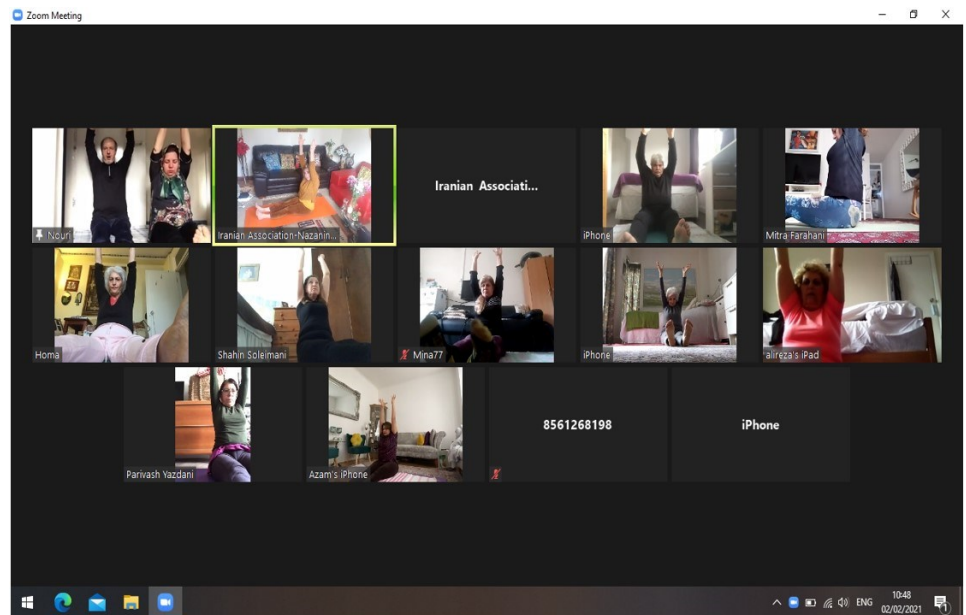 Zoom Meeting
Nouri
Iranian Association-Nazanin...
Iranian Associati...
iPhone
Mitra Farahani
Homa
Shahin Soleimani
Mina77
iPhone
alireza's iPad
Parivash Yazdani
Azam's iPhone
8561268198
iPhone
ENG
10:48
02/02/2021